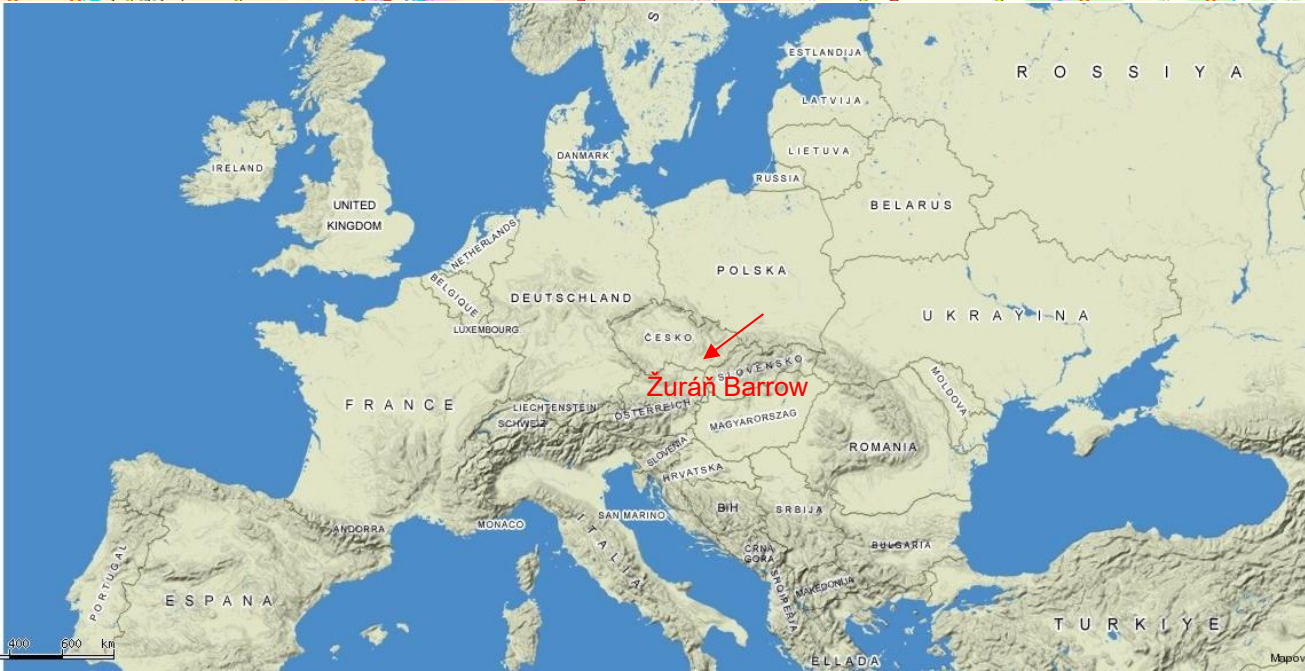 S
ESTLANDIJA
ROSSIYA
LATVIJA
DANMARK
LIETUVA
IRELAND
RUSSIA
UNITED
KINGDOM
BELARUS
NETHERLANDS
POLSKA
BELGIQUE
DEUTSCHLAND
UKRAYINA
LUXEMBOURG
ČESKO
SLOVENSKO
Žuráň Barrow
MOLDOVA
FRANCE
LIECHTENSTEIN
ÖSTERREICH
SCHWEIZ
MAGYARORSZAG
ROMANIA
SLOVENIA
HRVATSKA
BIH
SRBIJA
SAN MARINO
MONACO
ANDORRA
ITALIA
BULGARIA
CRNA
GORA
SHQIPERIA
MAKEDONIJA
PORTUGAL
ESPANA
TURKIYE
400 600 km
ELLADA
Mapov